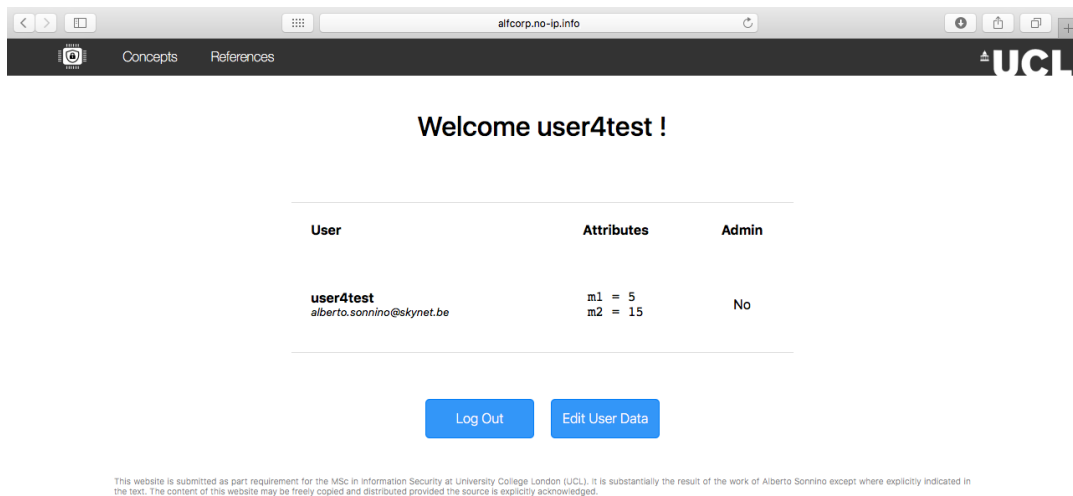 alfcorp.no-ip.info
Concepts References
UCL
Welcome user4test !
User Attributes Admin
user4test
alberto.sonnino@skynet.be
m1 = 5
m2 = 15
No
Log Out Edit User Data
This website is submitted as part requirement for the MSc in Information Security at University College London (UCL). It is substantially the result of the work of Alberto Sonnino except where explicitly indicated in
the text. The content of this website may be freely copied and distributed provided the source is explicitly acknowledged.